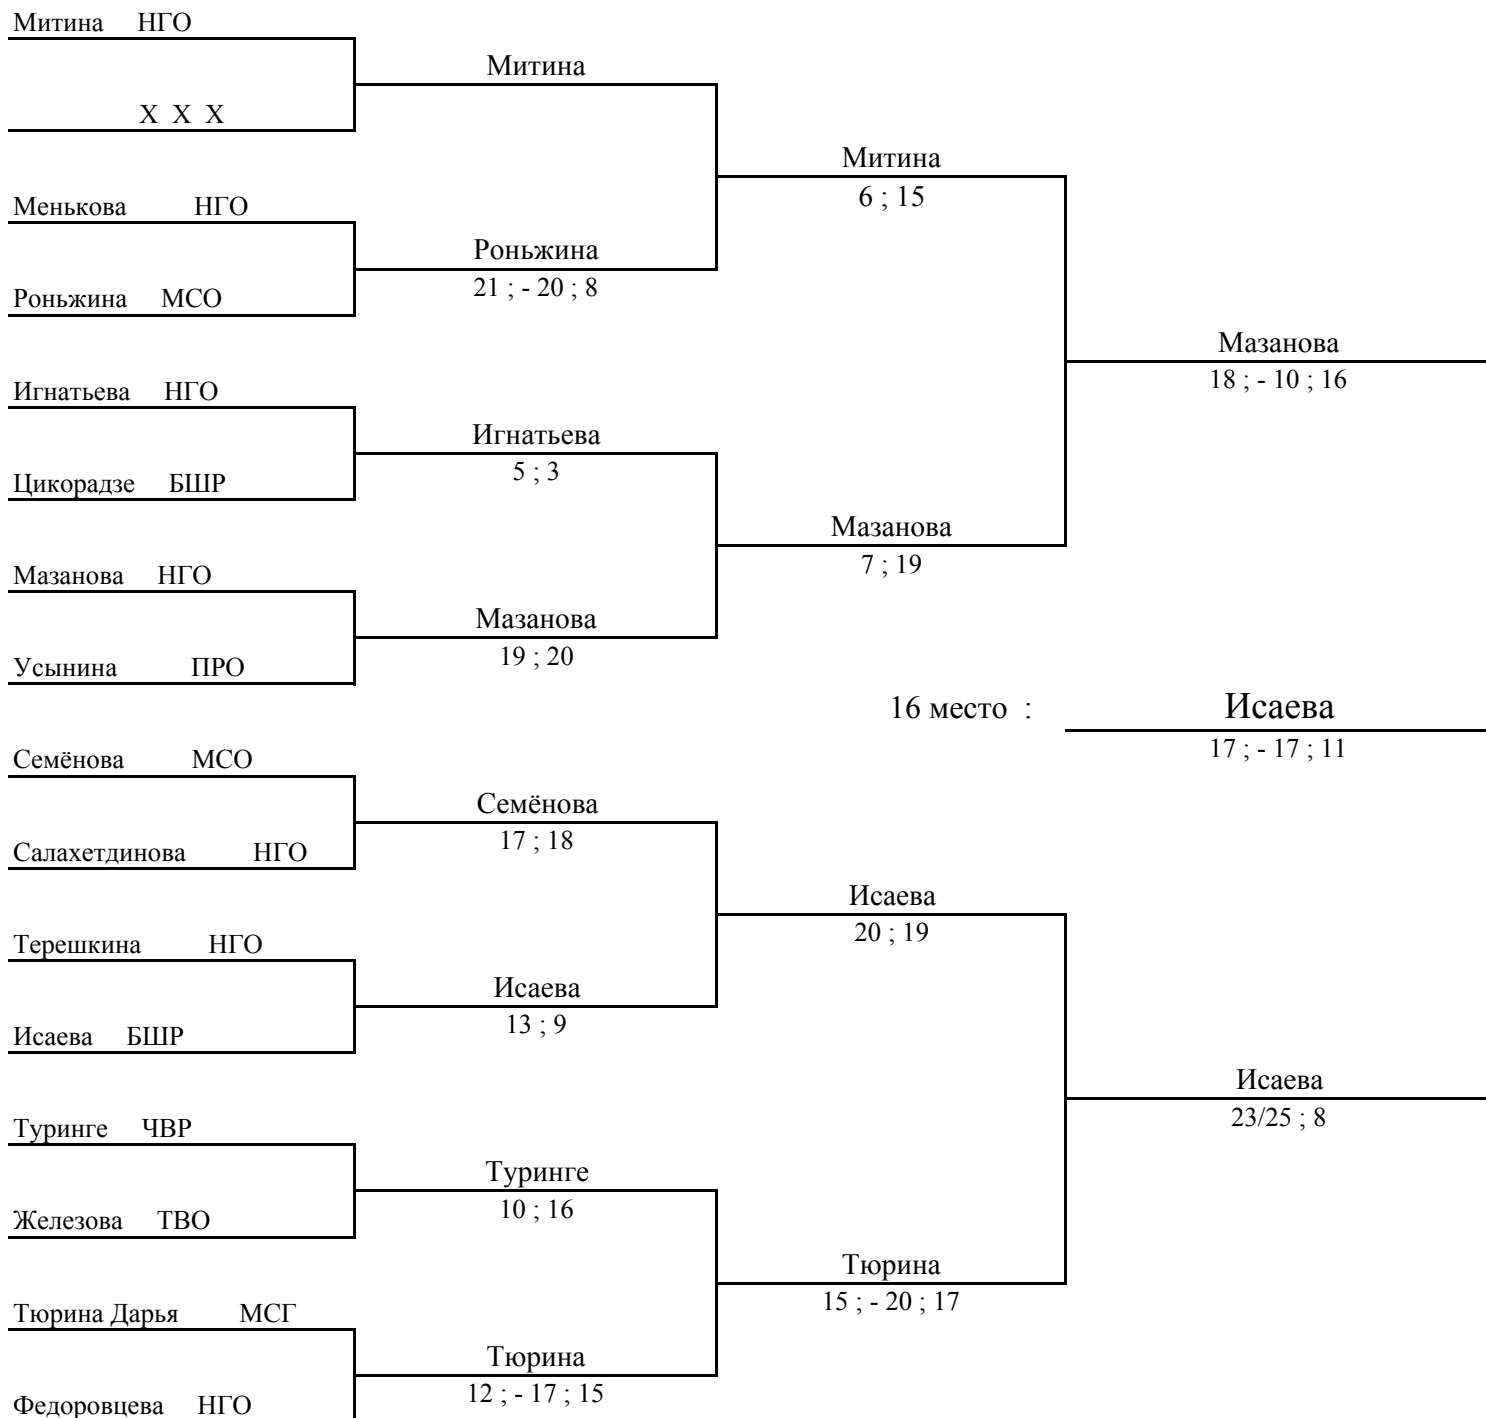 Митина НГО
Митина
Х Х Х
Митина
6 ; 15
Менькова НГО
Роньжина
21 ; - 20 ; 8
Роньжина МСО
Мазанова
18 ; - 10 ; 16
Игнатьева НГО
Игнатьева
5 ; 3
Цикорадзе БШР
Мазанова
7 ; 19
Мазанова НГО
Мазанова
19 ; 20
Усынина ПРО
16 место : Исаева
17 ; - 17 ; 11
Семёнова МСО
Семёнова
17 ; 18
Салахетдинова НГО
Исаева
20 ; 19
Терешкина НГО
Исаева
13 ; 9
Исаева БШР
Исаева
23/25 ; 8
Туринге ЧВР
Туринге
10 ; 16
Железова ТВО
Тюрина
15 ; - 20 ; 17
Тюрина Дарья МСГ
Тюрина
12 ; - 17 ; 15
Федоровцева НГО